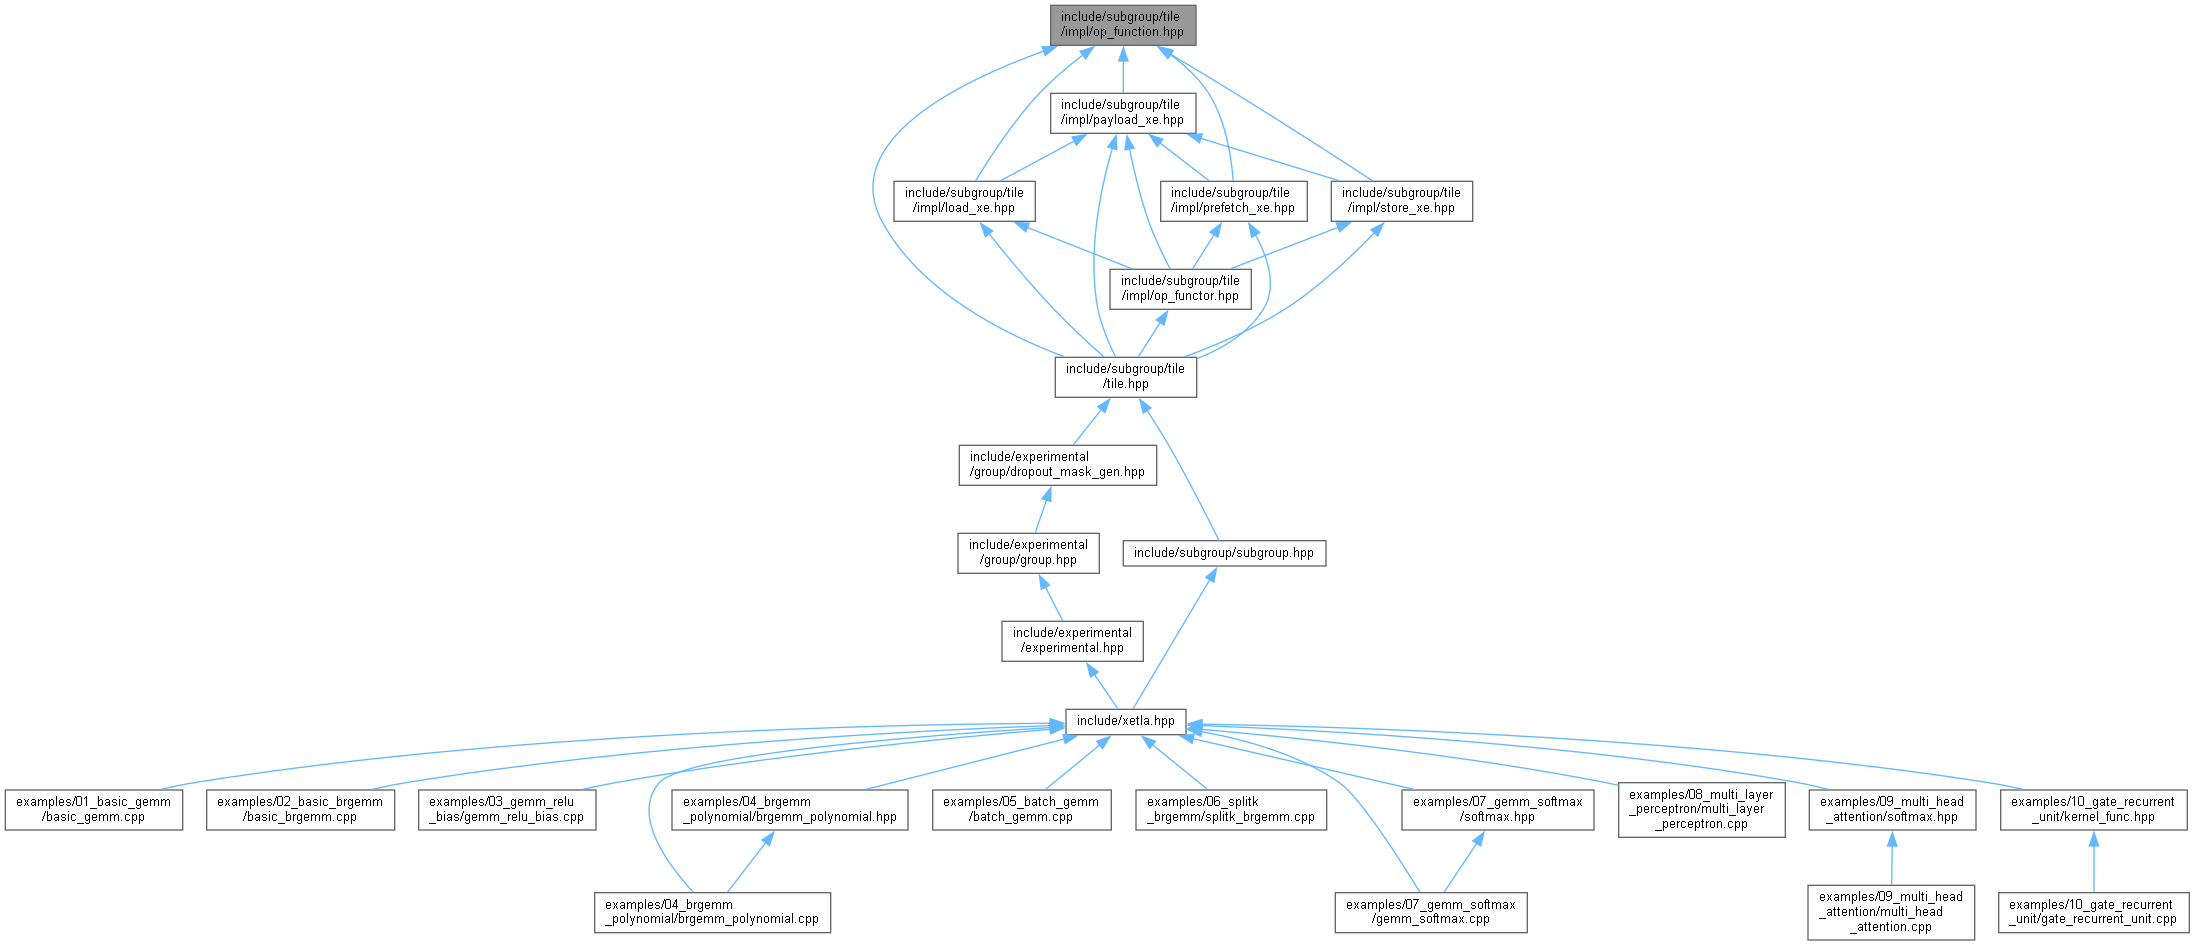 include/subgroup/tile
/impl/op_function.hpp
include/subgroup/tile
/impl/payload_xe.hpp
include/subgroup/tile
/impl/load_xe.hpp
include/subgroup/tile
/impl/prefetch_xe.hpp
include/subgroup/tile
/impl/store_xe.hpp
include/subgroup/tile
/impl/op_functor.hpp
include/subgroup/tile
/tile.hpp
include/experimental
/group/dropout_mask_gen.hpp
include/experimental
/group/group.hpp
include/subgroup/subgroup.hpp
include/experimental
/experimental.hpp
include/xetla.hpp
examples/01_basic_gemm
/basic_gemm.cpp
examples/02_basic_brgemm
/basic_brgemm.cpp
examples/03_gemm_relu
_bias/gemm_relu_bias.cpp
examples/04_brgemm
_polynomial/brgemm_polynomial.hpp
examples/05_batch_gemm
/batch_gemm.cpp
examples/06_splitk
_brgemm/splitk_brgemm.cpp
examples/07_gemm_softmax
/softmax.hpp
examples/08_multi_layer
_perceptron/multi_layer
_perceptron.cpp
examples/09_multi_head
_attention/softmax.hpp
examples/10_gate_recurrent
_unit/kernel_func.hpp
examples/04_brgemm
_polynomial/brgemm_polynomial.cpp
examples/07_gemm_softmax
/gemm_softmax.cpp
examples/09_multi_head
_attention/multi_head
_attention.cpp
examples/10_gate_recurrent
_unit/gate_recurrent_unit.cpp